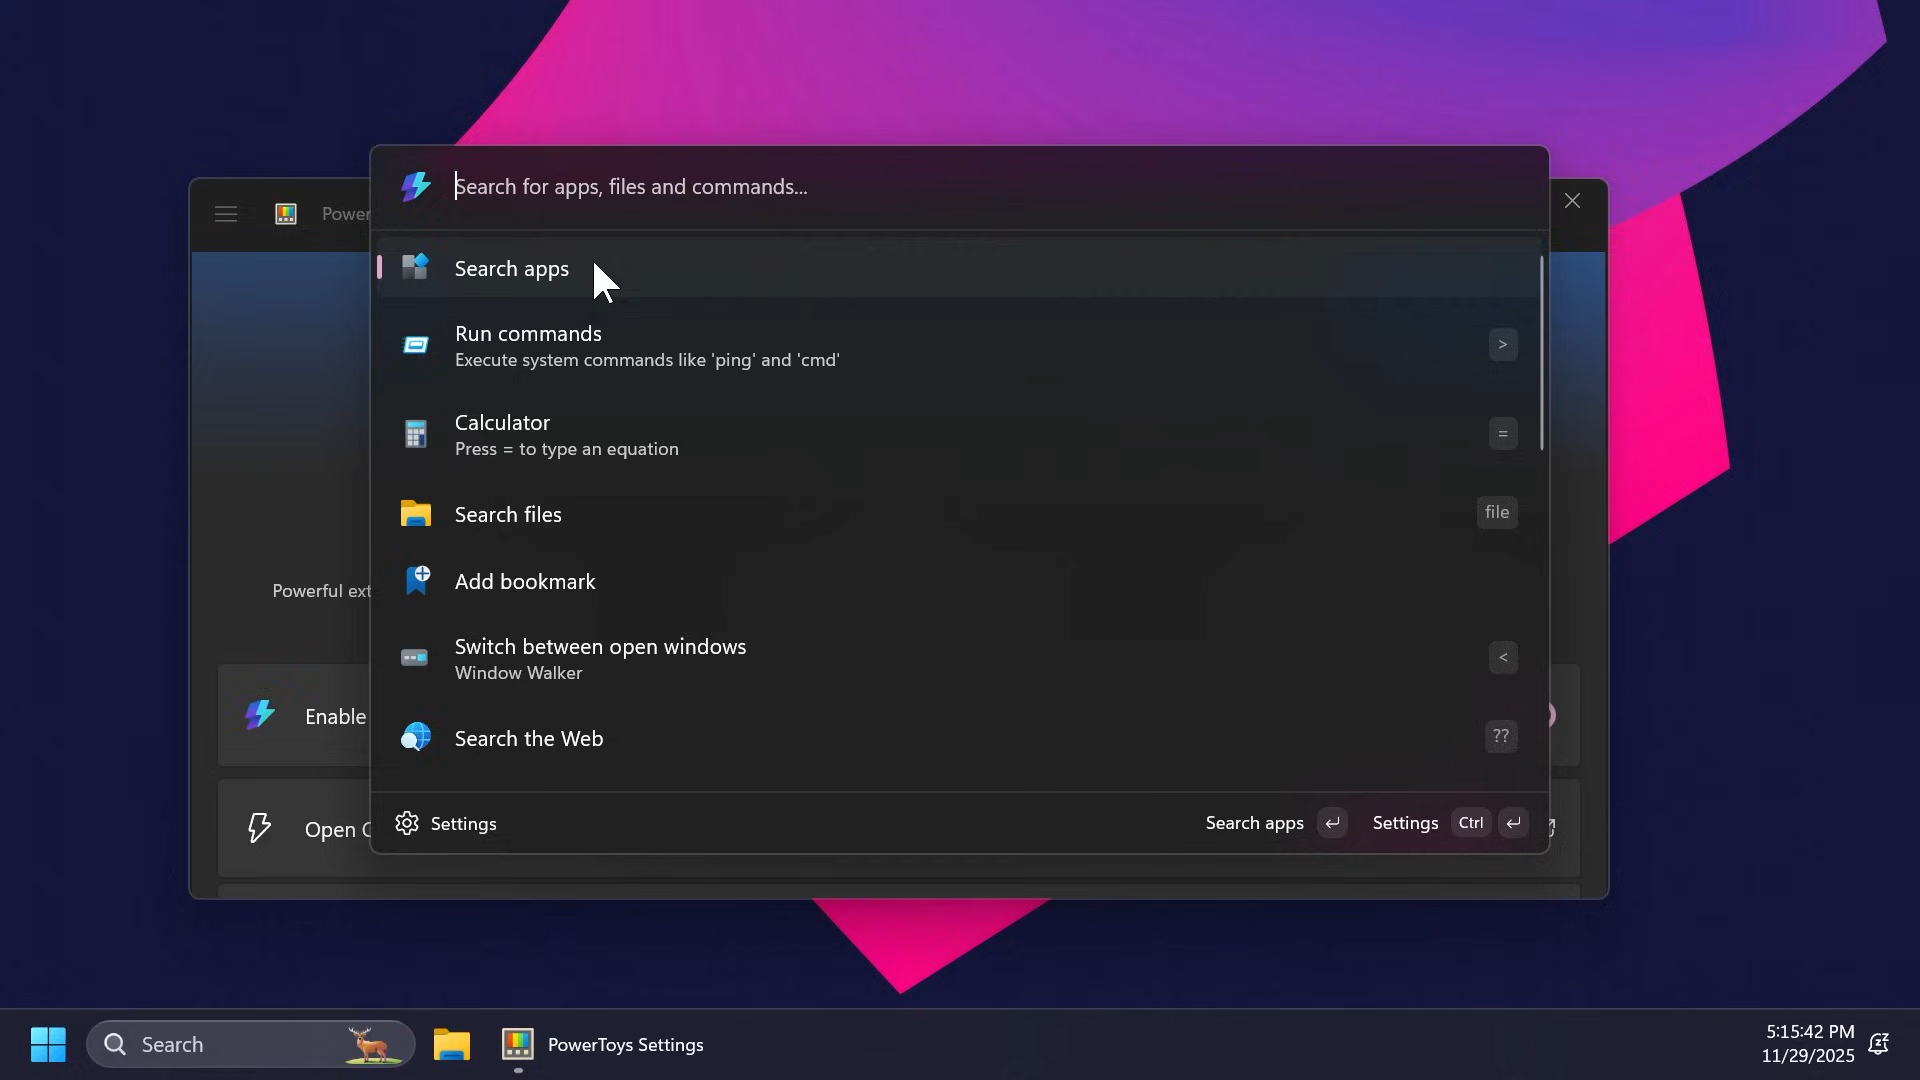 Search for apps, files and commands...
Power
Search apps
Run commands
Execute system commands like 'ping' and 'cmd'
>
Calculator
Press = to type an equation
=
Search files
file
Add bookmark
Powerful ext
Switch between open windows
Window Walker
<
Enable
Search the Web
??
Settings
Search apps
Settings Ctrl
Open C
Search
PowerToys Settings
5:15:42 PM
11/29/2025